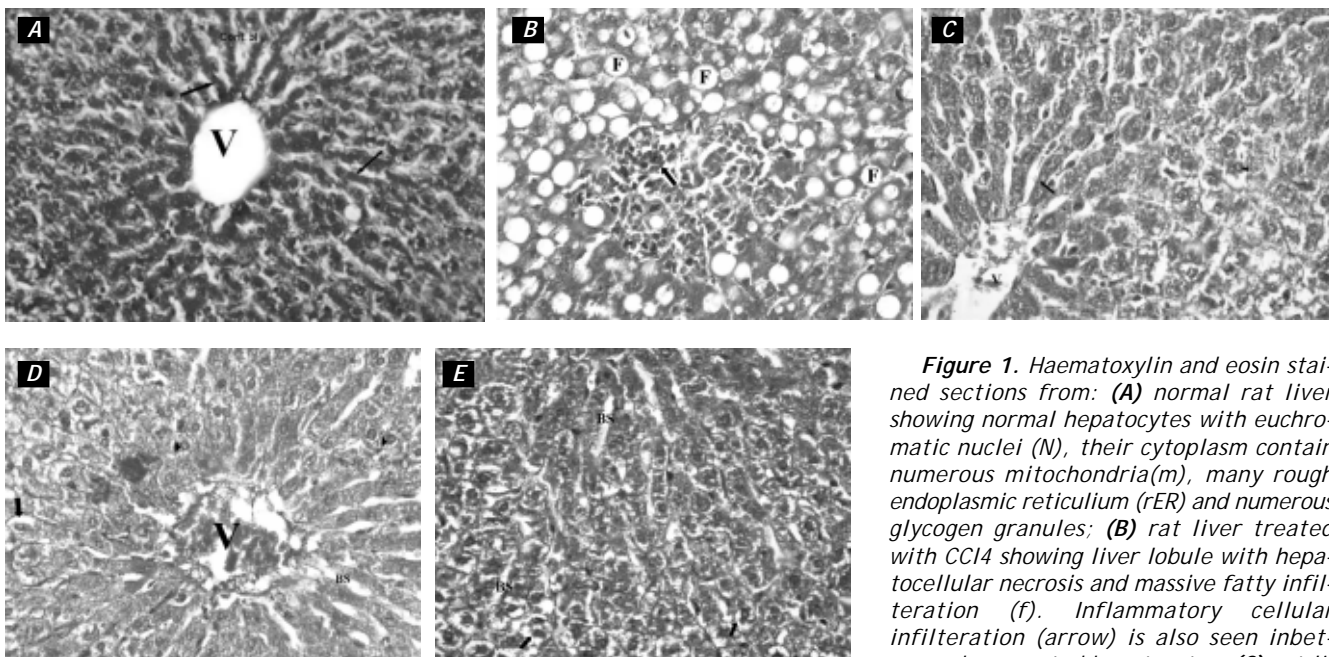 A
Cont.51
V
B
F
F
F
C
V
D
V
BS
E
BS
BS
Figure 1. Haematoxylin and eosin stai-
ned sections from: (A) normal rat liver
showing normal hepatocytes with euchro-
matic nuclei (N), their cytoplasm contain
numerous mitochondria(m), many rough
endoplasmic reticulium (rER) and numerous
glycogen granules; (B) rat liver treated
with CCl4 showing liver lobule with hepa-
tocellular necrosis and massive fatty infil-
teration (f). Inflammatory cellular
infilteration (arrow) is also seen inbet-